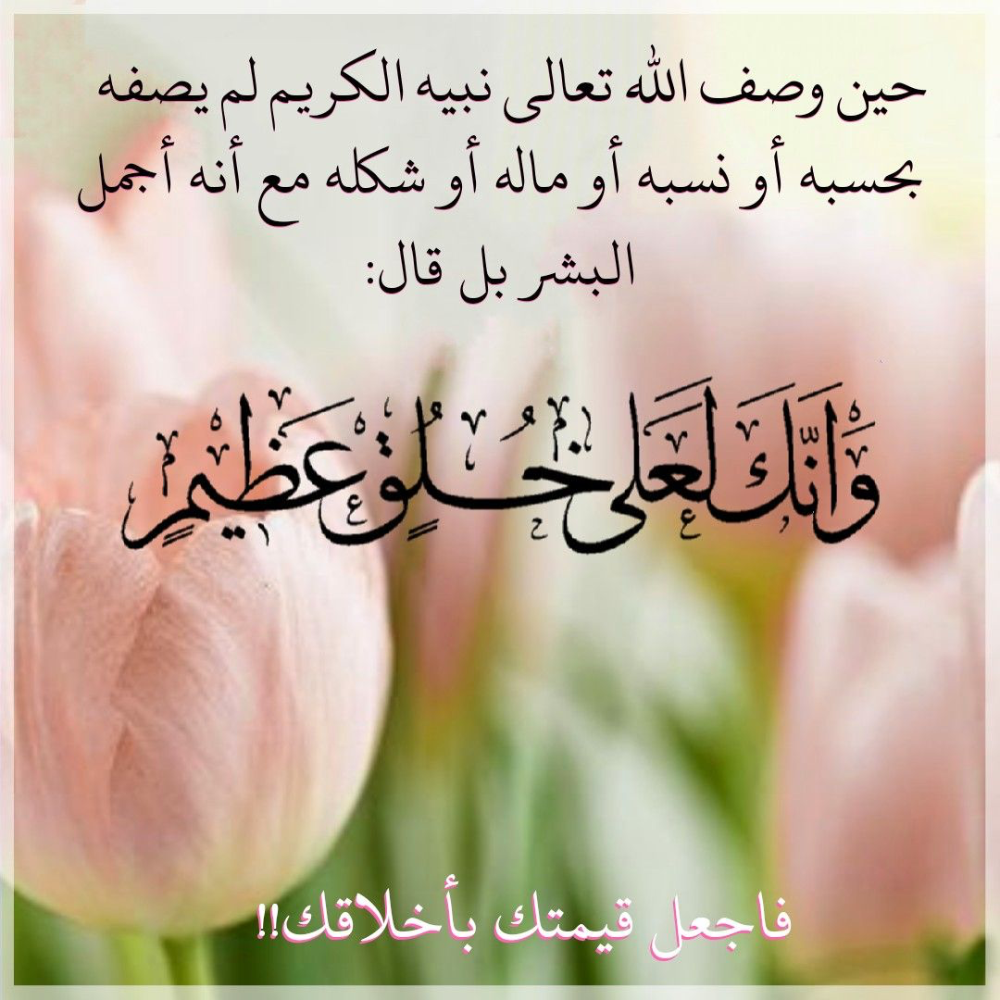 حين وصف الله تعالى نبيه الكريم لم يصفه
بحسبه أو نسبه أو ماله أو شكله مع أنه أجمل
البشر بل قال:
وَإِنَّكَ لَعَلَى خُلُقٍ عَظِيمٍ
فاجعل قيمتك بأخلاقك!!